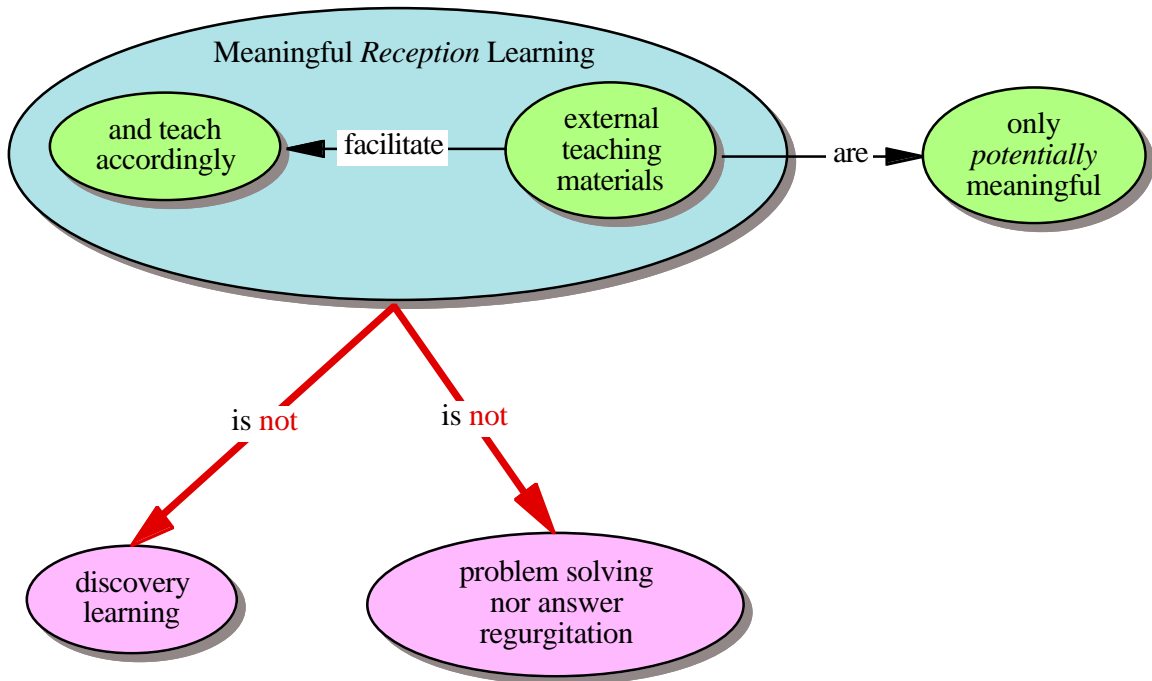 Meaningful Reception Learning
and teach
accordingly
facilitate
external
teaching
materials
are
only
potentially
meaningful
is not
is not
discovery
learning
problem solving
nor answer
regurgitation